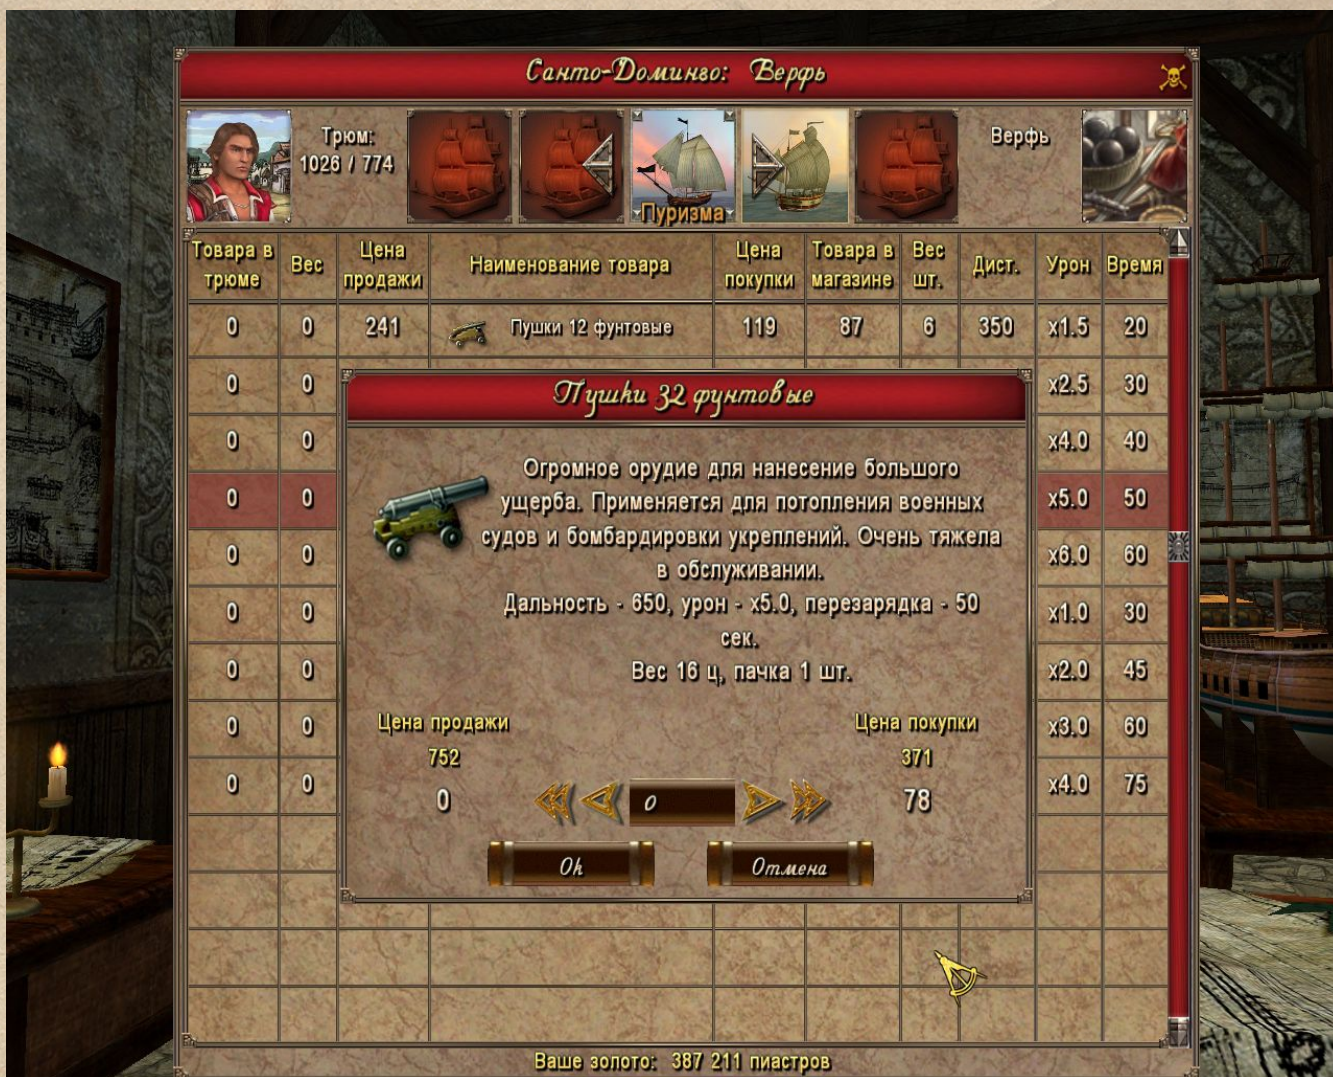 Санто-Доминго: Верфь
Трюм:
1026 / 774
Пуризма
Верфь
Товара в трюме Вес Цена продажи Наименование товара Цена покупки Товара в магазине Вес шт. Дист. Урон Время
0 0 241 Пушки 12 фунтовые 119 87 6 350 x1.5 20
0 0 x2.5 30
0 0 x4.0 40
0 0 x5.0 50
0 0 x6.0 60
0 0 x1.0 30
0 0 x2.0 45
0 0 x3.0 60
0 0 x4.0 75
Пушки 32 фунтовые
Огромное орудие для нанесение большого
ущерба. Применяется для потопления военных
судов и бомбардировки укреплений. Очень тяжела
в обслуживании.
Дальность - 650, урон - x5.0, перезарядка - 50
сек.
Вес 16 ц, пачка 1 шт.
Цена продажи Цена покупки
752 371
0 0 78
Ok Отмена
Ваше золото: 387 211 пиастров